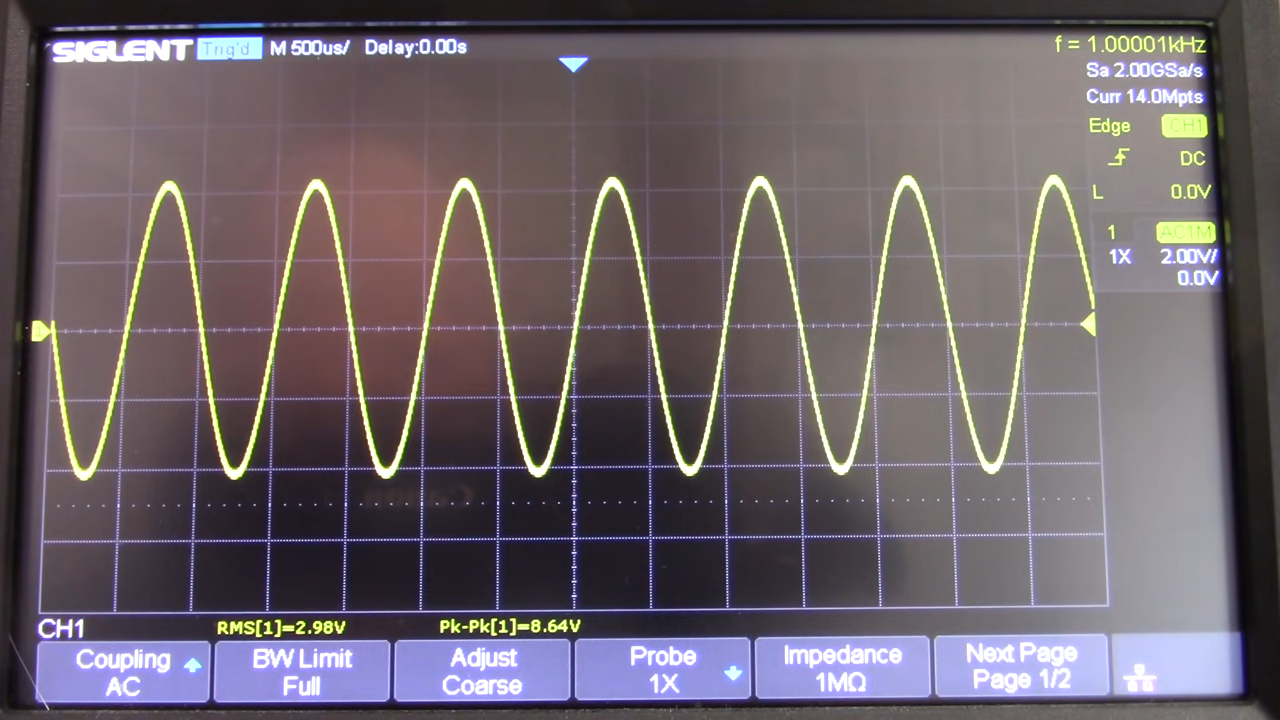 SIGLENT Trig'd M 500us/ Delay:0.00s f = 1.00001kHz
Sa 2.00GSa/s
Curr 14.0Mpts
Edge CH1
DC
L 0.0V
1 AC1M
1X 2.00V/
0.0V
CH1 RMS[1]=2.98V Pk-Pk[1]=8.64V
Coupling BW Limit Adjust Probe Impedance Next Page
AC Full Coarse 1X 1MΩ Page 1/2